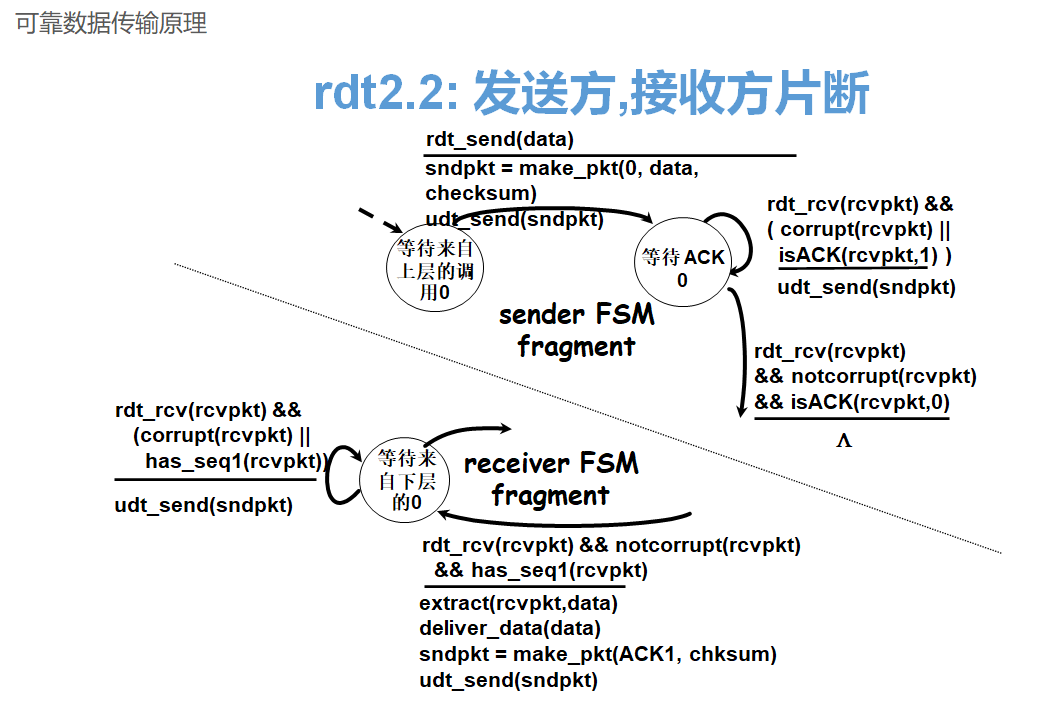 可靠数据传输原理
rdt2.2: 发送方,接收方片断
rdt_send(data)
sndpkt = make_pkt(0, data,
checksum)
udt_send(sndpkt)
等待来自
上层的调
用0
等待 ACK
0
rdt_rcv(rcvpkt) &&
( corrupt(rcvpkt) ||
isACK(rcvpkt,1) )
udt_send(sndpkt)
sender FSM
fragment
rdt_rcv(rcvpkt)
&& notcorrupt(rcvpkt)
&& isACK(rcvpkt,0)
Λ
rdt_rcv(rcvpkt) &&
(corrupt(rcvpkt) ||
has_seq1(rcvpkt))
udt_send(sndpkt)
等待来
自下层
的0
receiver FSM
fragment
rdt_rcv(rcvpkt) && notcorrupt(rcvpkt)
&& has_seq1(rcvpkt)
extract(rcvpkt,data)
deliver_data(data)
sndpkt = make_pkt(ACK1, chksum)
udt_send(sndpkt)